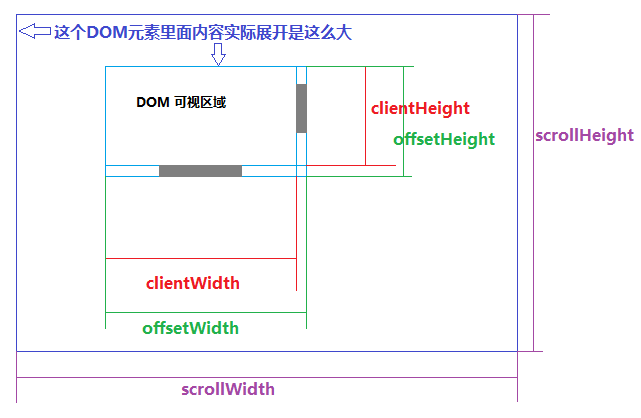 这个DOM元素里面内容实际展开是这么大
DOM 可视区域
clientHeight
offsetHeight
scrollHeight
clientWidth
offsetWidth
scrollWidth